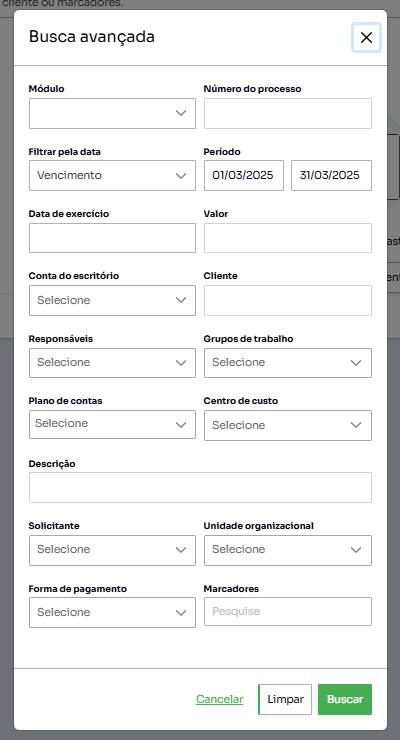 cliente ou marcadores.
Busca avançada
Módulo Número do processo
Filtrar pela data Período
Vencimento 01/03/2025 31/03/2025
Data de exercício Valor
Conta do escritório Cliente
Selecione
Responsáveis Grupos de trabalho
Selecione Selecione
Plano de contas Centro de custo
Selecione Selecione
Descrição
Solicitante Unidade organizacional
Selecione Selecione
Forma de pagamento Marcadores
Selecione Pesquise
Cancelar Limpar Buscar